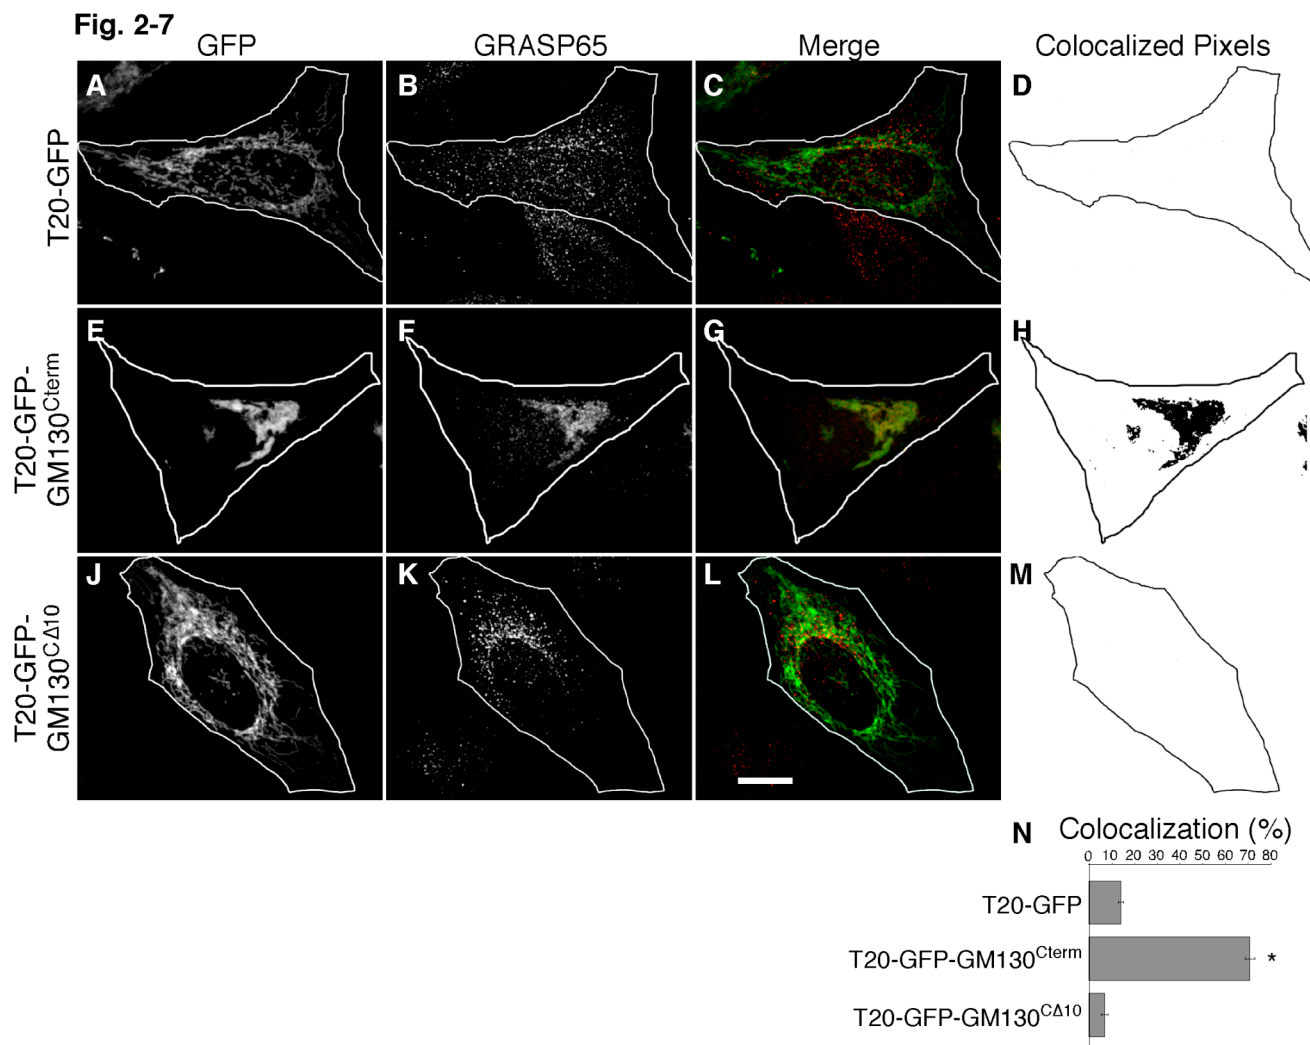 Fig. 2-7
GFP GRASP65 Merge Colocalized Pixels
T20-GFP
A B C D
T20-GFP-
GM130Cterm
E F G H
T20-GFP-
GM130CΔ10
J K L M
N Colocalization (%)
0 10 20 30 40 50 60 70 80
T20-GFP
T20-GFP-GM130Cterm *
T20-GFP-GM130CΔ10